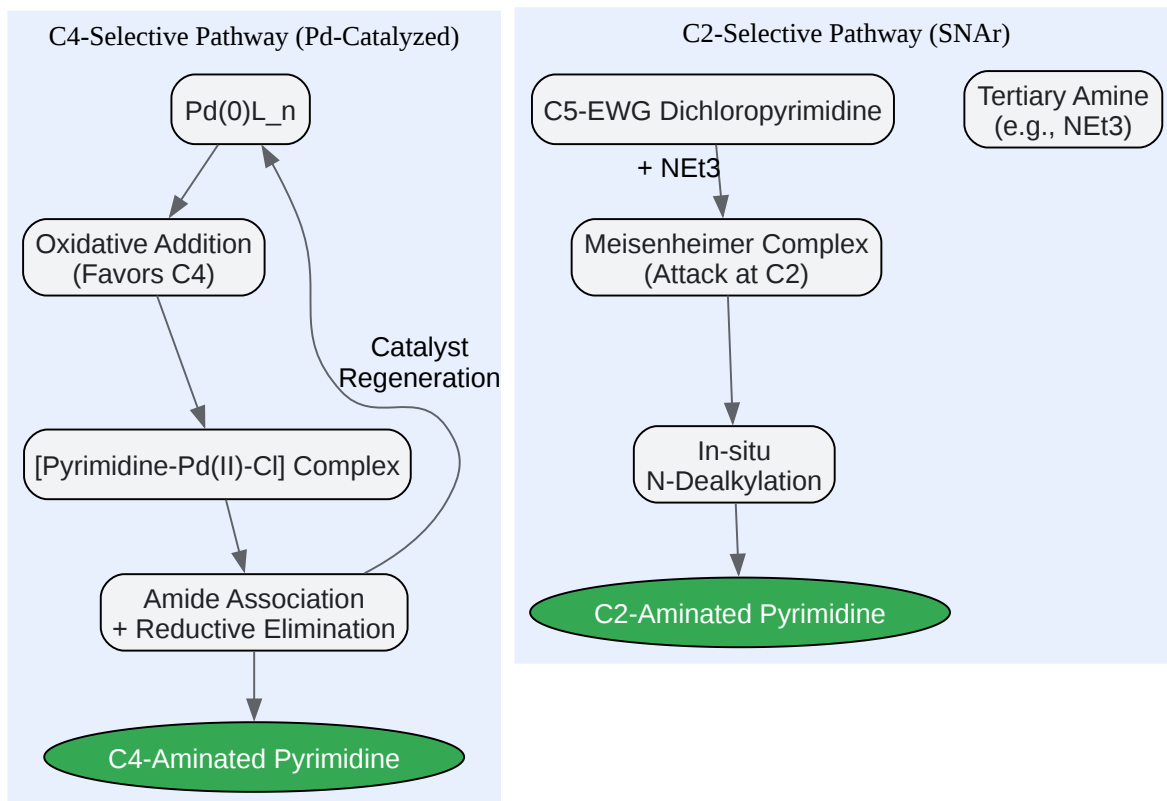 C4-Selective Pathway (Pd-Catalyzed)
Pd(0)L_n
Oxidative Addition
(Favors C4)
Catalyst
Regeneration
[Pyrimidine-Pd(II)-Cl] Complex
Amide Association
+ Reductive Elimination
C4-Aminated Pyrimidine
C2-Selective Pathway (SNAr)
C5-EWG Dichloropyrimidine
Tertiary Amine
(e.g., NEt3)
+ NEt3
Meisenheimer Complex
(Attack at C2)
In-situ
N-Dealkylation
C2-Aminated Pyrimidine